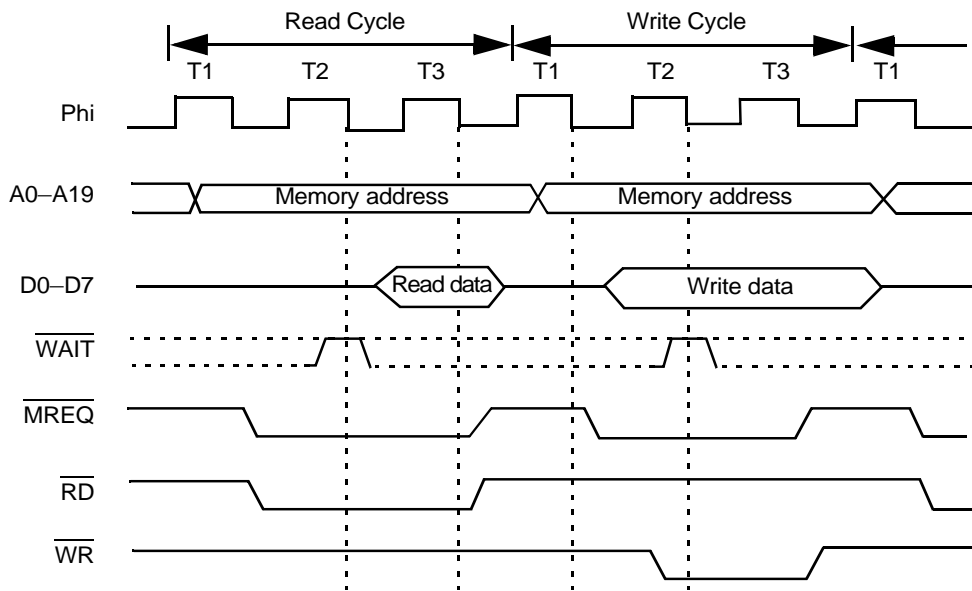 Read Cycle Write Cycle
T1 T2 T3 T1 T2 T3 T1
Phi
A0–A19 Memory address Memory address
D0–D7 Read data Write data
WAIT
MREQ
RD
WR